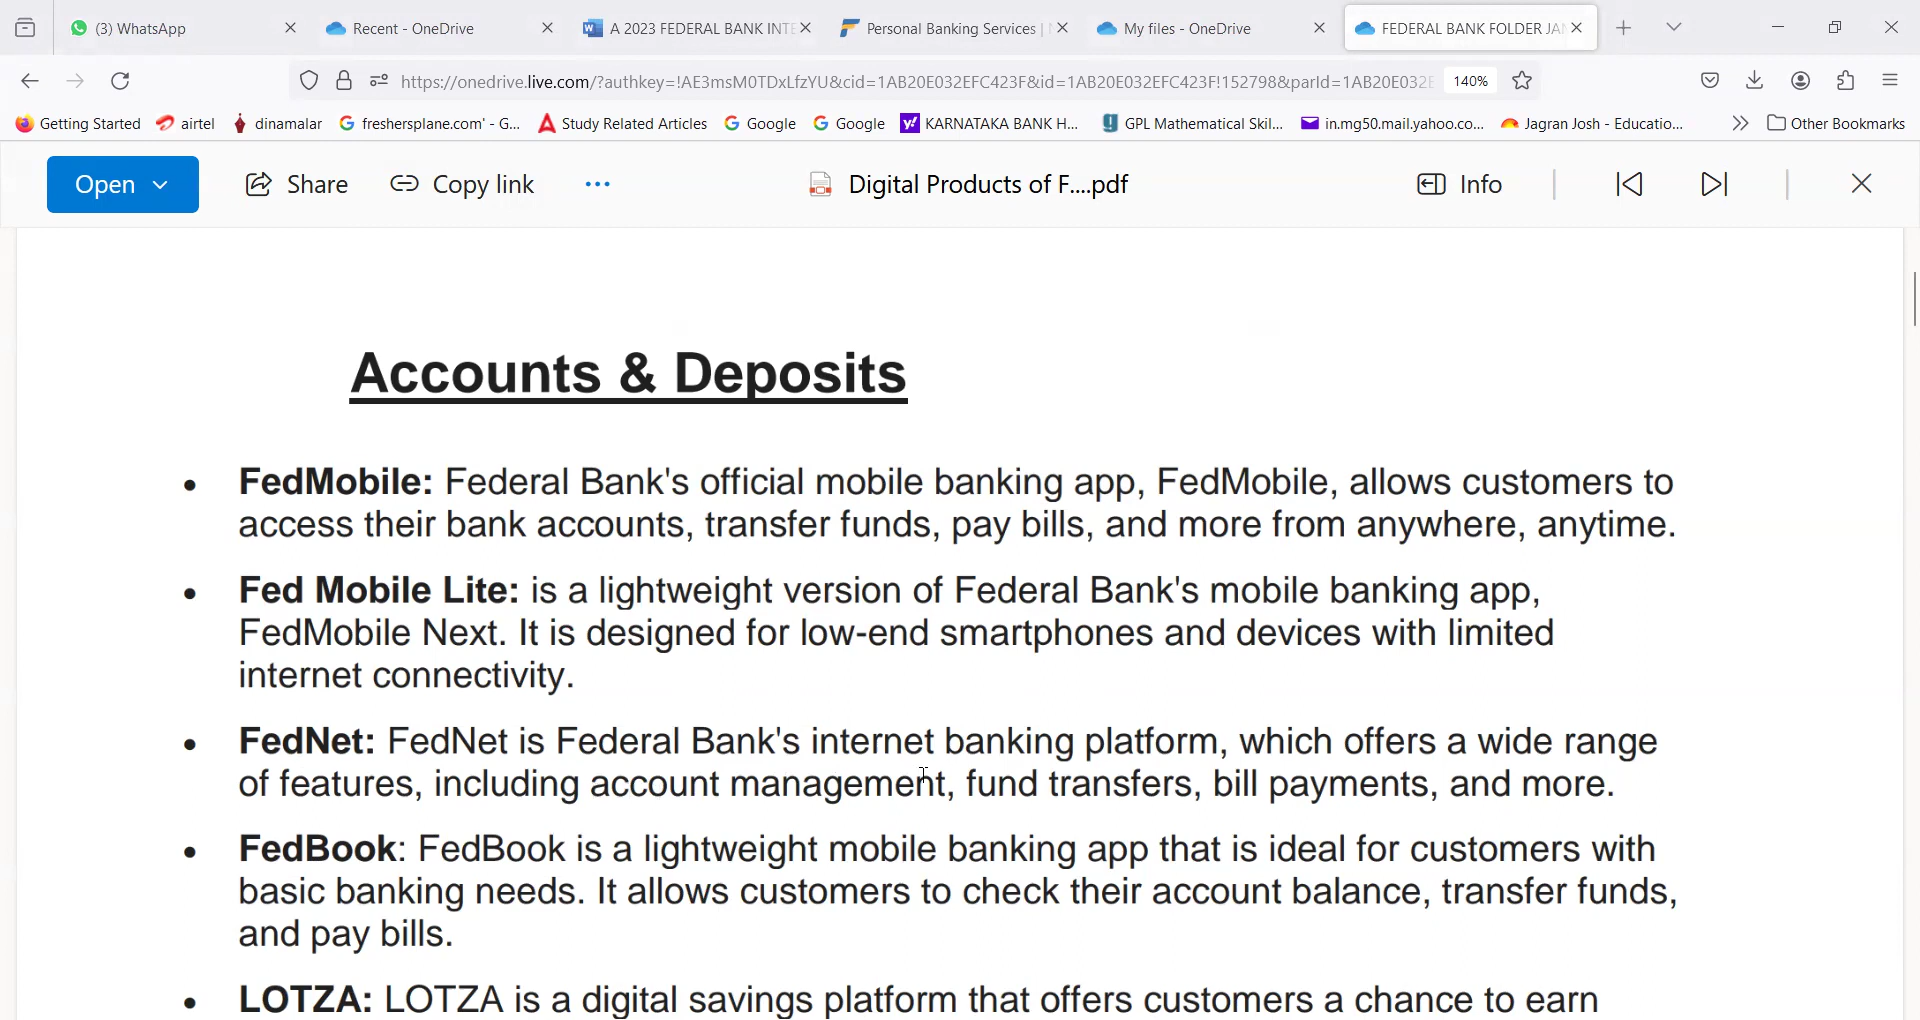 (3) WhatsApp
Recent - OneDrive
A 2023 FEDERAL BANK INTE
Personal Banking Services |
My files - OneDrive
FEDERAL BANK FOLDER JAN
https://onedrive.live.com/?authkey=!AE3msM0TDxLfzYU&cid=1AB20E032EFC423F&id=1AB20E032EFC423F!152798&parId=1AB20E032E
140%
Getting Started
airtel
dinamalar
freshersplane.com' - G...
Study Related Articles
Google
Google
KARNATAKA BANK H...
GPL Mathematical Skil...
in.mg50.mail.yahoo.co...
Jagran Josh - Educatio...
Other Bookmarks
Open
Share
Copy link
Digital Products of F....pdf
Info
Accounts & Deposits
• FedMobile: Federal Bank's official mobile banking app, FedMobile, allows customers to
access their bank accounts, transfer funds, pay bills, and more from anywhere, anytime.
• Fed Mobile Lite: is a lightweight version of Federal Bank's mobile banking app,
FedMobile Next. It is designed for low-end smartphones and devices with limited
internet connectivity.
• FedNet: FedNet is Federal Bank's internet banking platform, which offers a wide range
of features, including account management, fund transfers, bill payments, and more.
• FedBook: FedBook is a lightweight mobile banking app that is ideal for customers with
basic banking needs. It allows customers to check their account balance, transfer funds,
and pay bills.
• LOTZA: LOTZA is a digital savings platform that offers customers a chance to earn